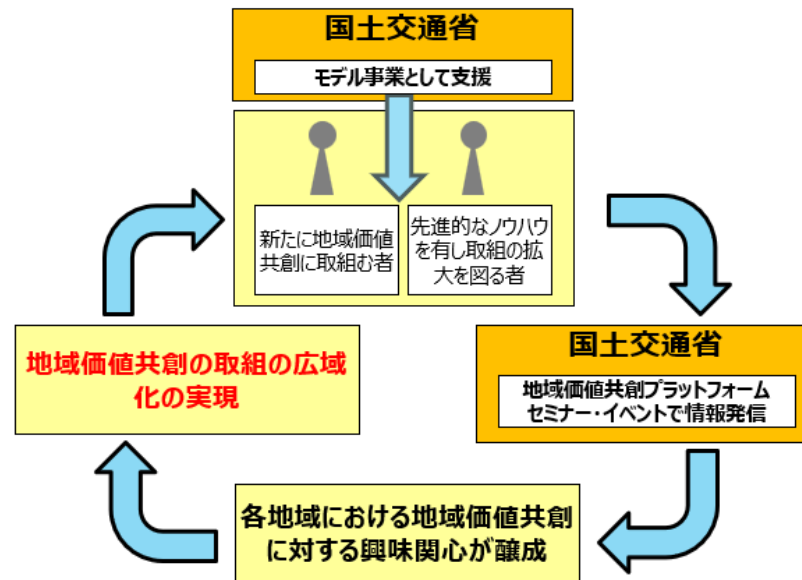 国土交通省
モデル事業として支援
新たに地域価値
共創に取組む者
先進的なノウハウ
を有し取組の拡
大を図る者
国土交通省
地域価値共創プラットフォーム
セミナー・イベントで情報発信
各地域における地域価値共創
に対する興味関心が醸成
地域価値共創の取組の広域
化の実現